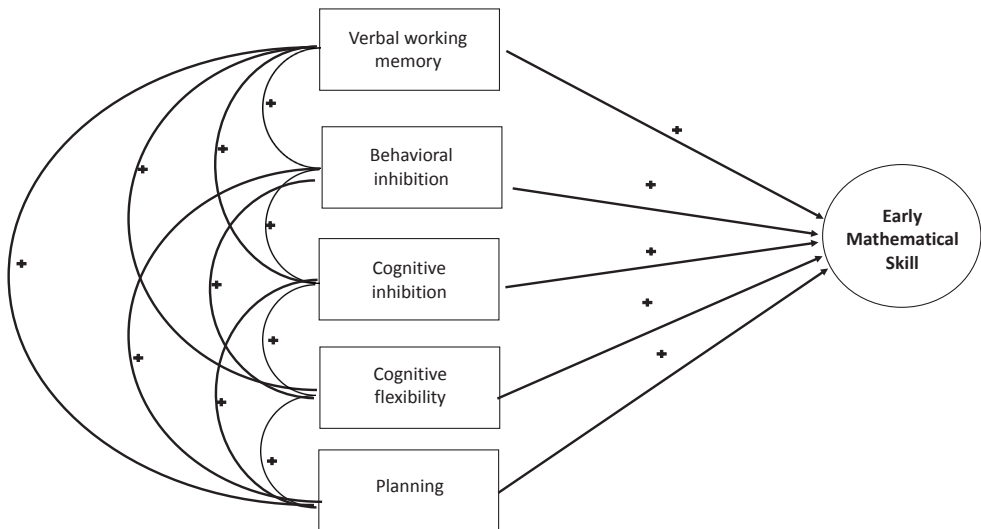 Verbal working
memory
+
+
Behavioral
inhibition
+
+
+
+
+
Cognitive
inhibition
+
Early
Mathematical
Skill
+
+
+
+
+
Cognitive
flexibility
+
+
Planning